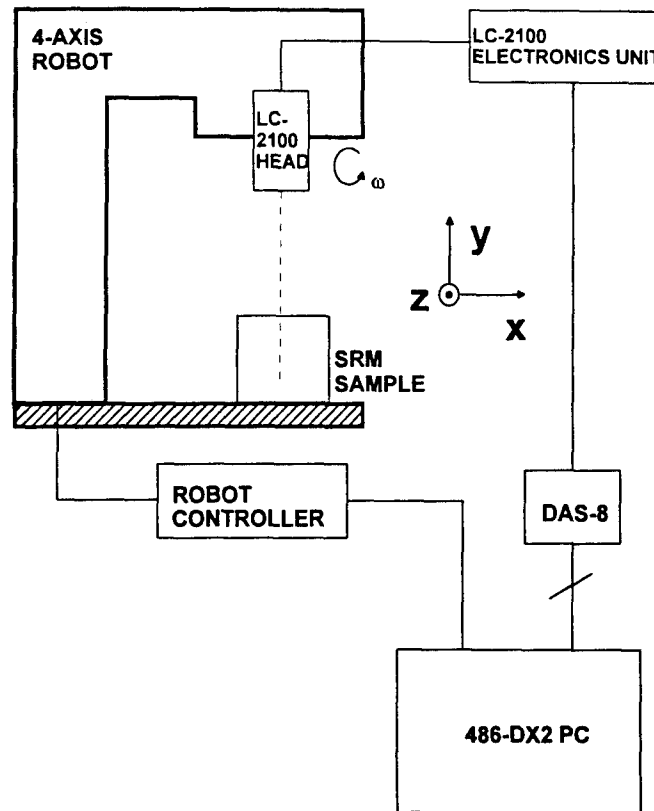 4-AXIS
ROBOT
LC-2100
ELECTRONICS UNIT
LC-
2100
HEAD
ω
y
z
x
SRM
SAMPLE
ROBOT
CONTROLLER
DAS-8
486-DX2 PC